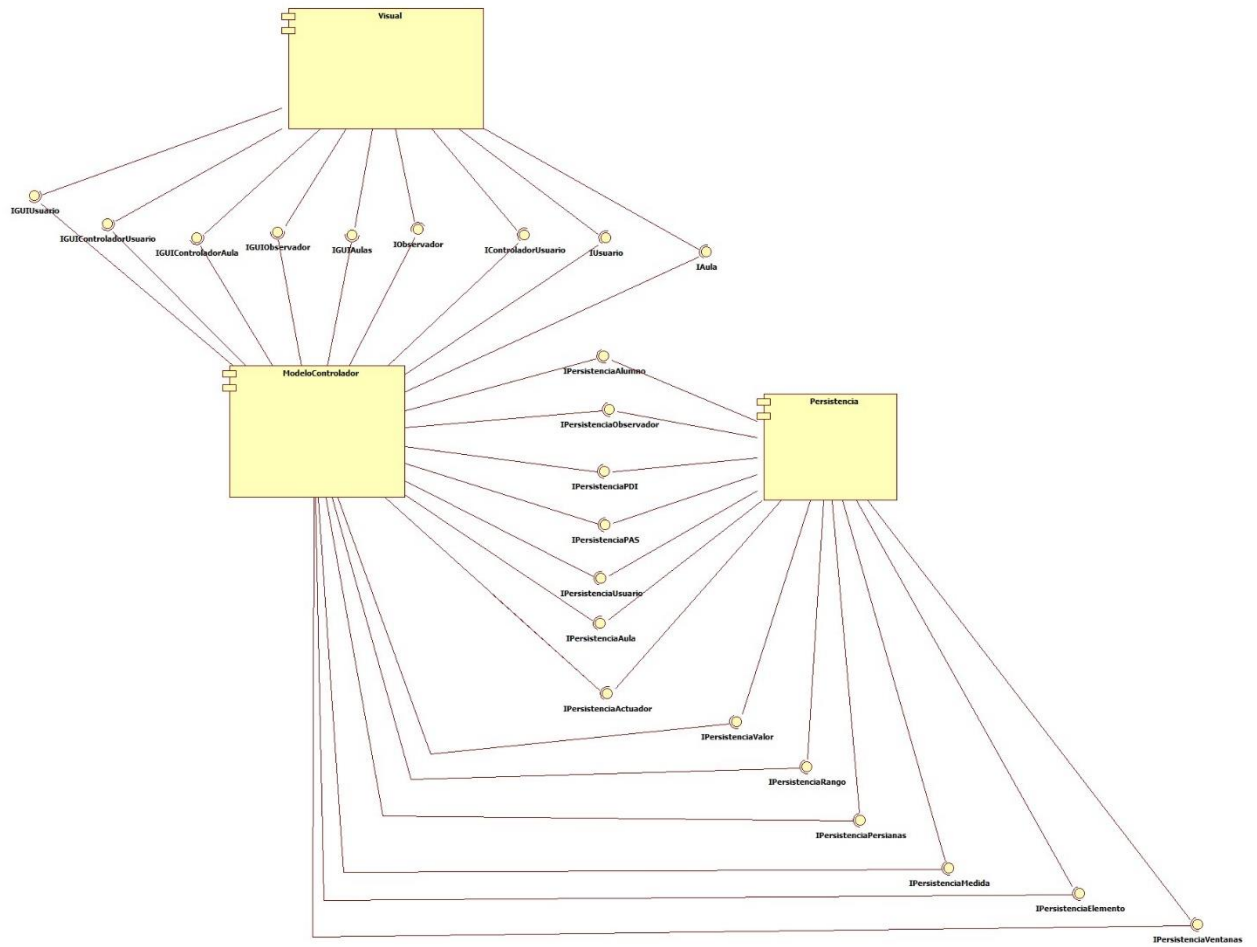 Visual
IGUIUsuario
IGUIControladorUsuario
IGUIControladorAula
IGUIObservador
IGUIAulas
IObservador
IControladorUsuario
IUsuario
IAula
ModeloControlador
IPersistenciaAlumno
Persistencia
IPersistenciaObservador
IPersistenciaPDI
IPersistenciaPAS
IPersistenciaUsuario
IPersistenciaAula
IPersistenciaActuador
IPersistenciaValor
IPersistenciaRango
IPersistenciaPersianas
IPersistenciaMedida
IPersistenciaElemento
IPersistenciaVentanas